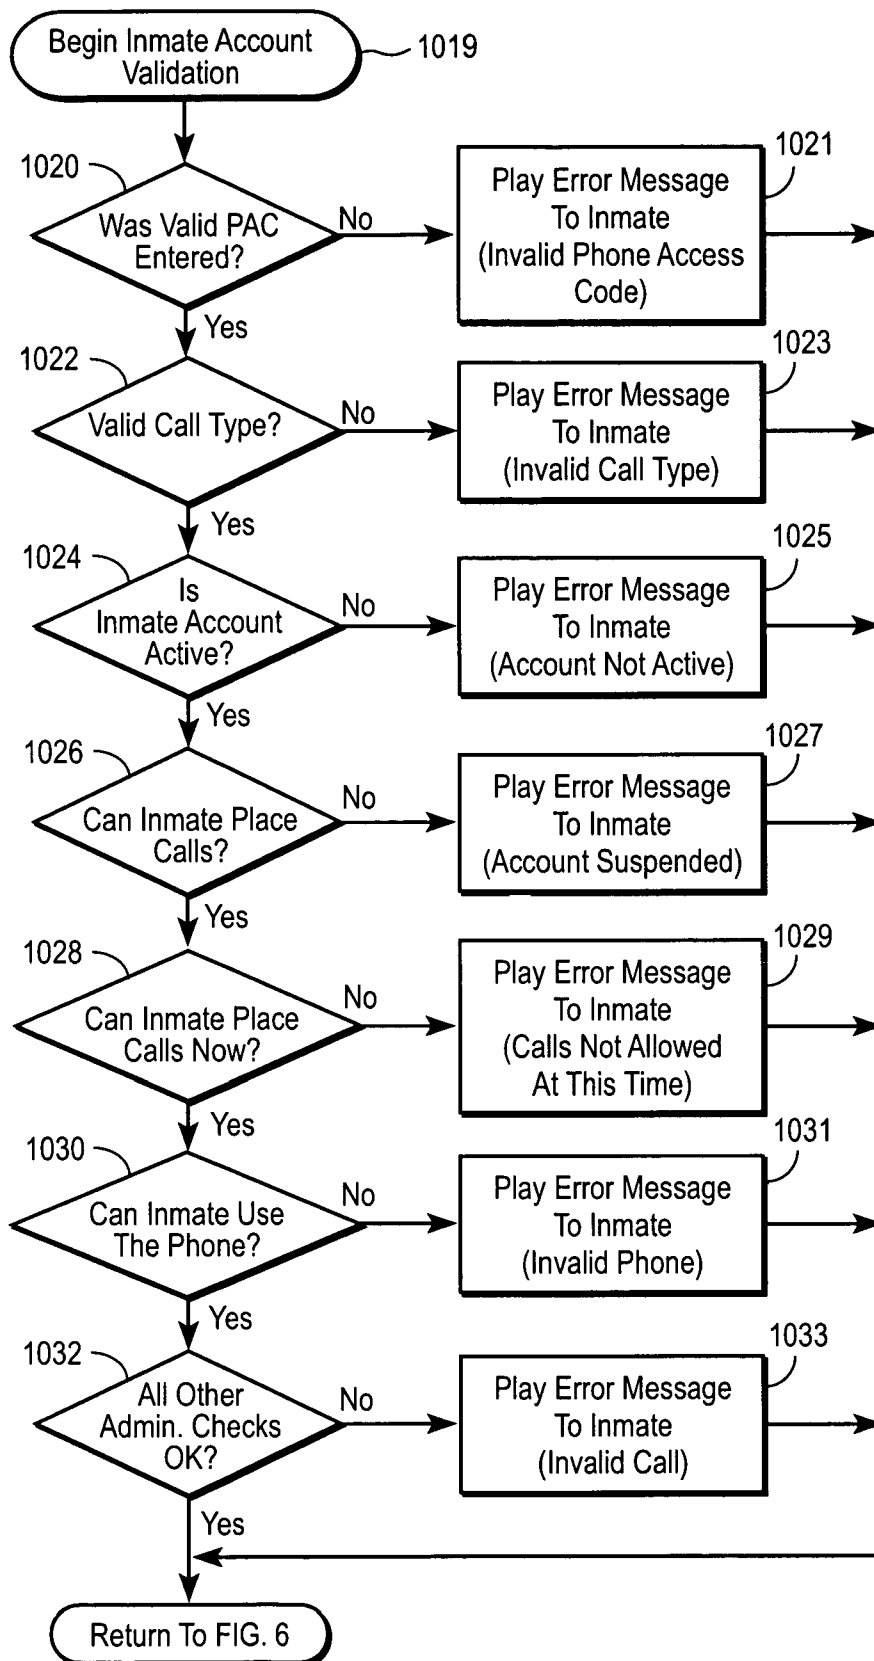 Begin Inmate Account
Validation
1019
1020
Was Valid PAC
Entered?
No
Yes
Play Error Message
To Inmate
(Invalid Phone Access
Code)
1021
1022
Valid Call Type?
No
Yes
Play Error Message
To Inmate
(Invalid Call Type)
1023
1024
Is
Inmate Account
Active?
No
Yes
Play Error Message
To Inmate
(Account Not Active)
1025
1026
Can Inmate Place
Calls?
No
Yes
Play Error Message
To Inmate
(Account Suspended)
1027
1028
Can Inmate Place
Calls Now?
No
Yes
Play Error Message
To Inmate
(Calls Not Allowed
At This Time)
1029
1030
Can Inmate Use
The Phone?
No
Yes
Play Error Message
To Inmate
(Invalid Phone)
1031
1032
All Other
Admin. Checks
OK?
No
Yes
Play Error Message
To Inmate
(Invalid Call)
1033
Return To FIG. 6